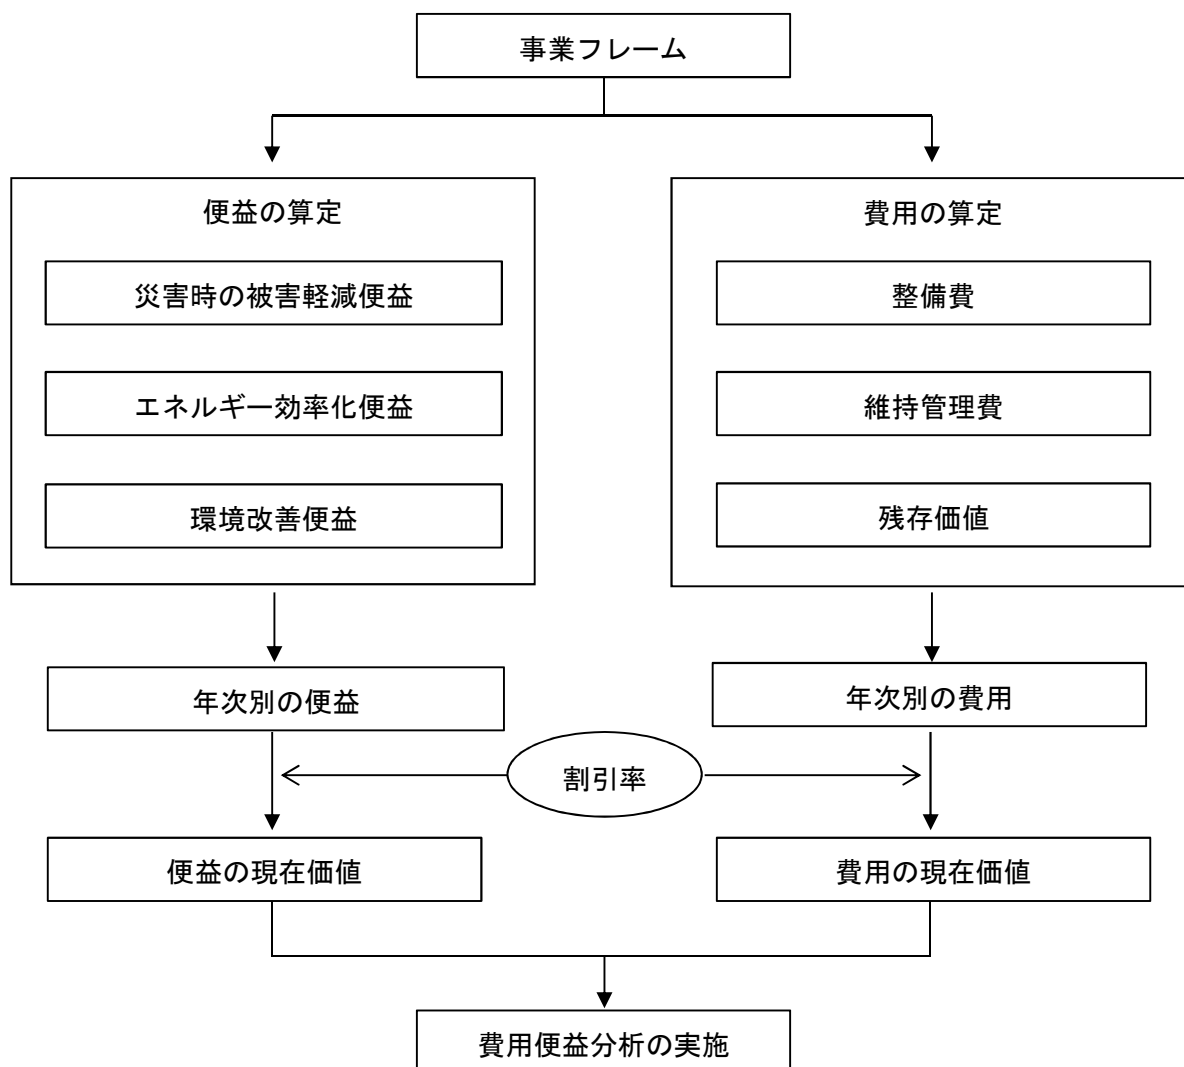 事業フレーム
便益の算定
災害時の被害軽減便益
エネルギー効率化便益
環境改善便益
費用の算定
整備費
維持管理費
残存価値
年次別の便益
年次別の費用
割引率
便益の現在価値
費用の現在価値
費用便益分析の実施